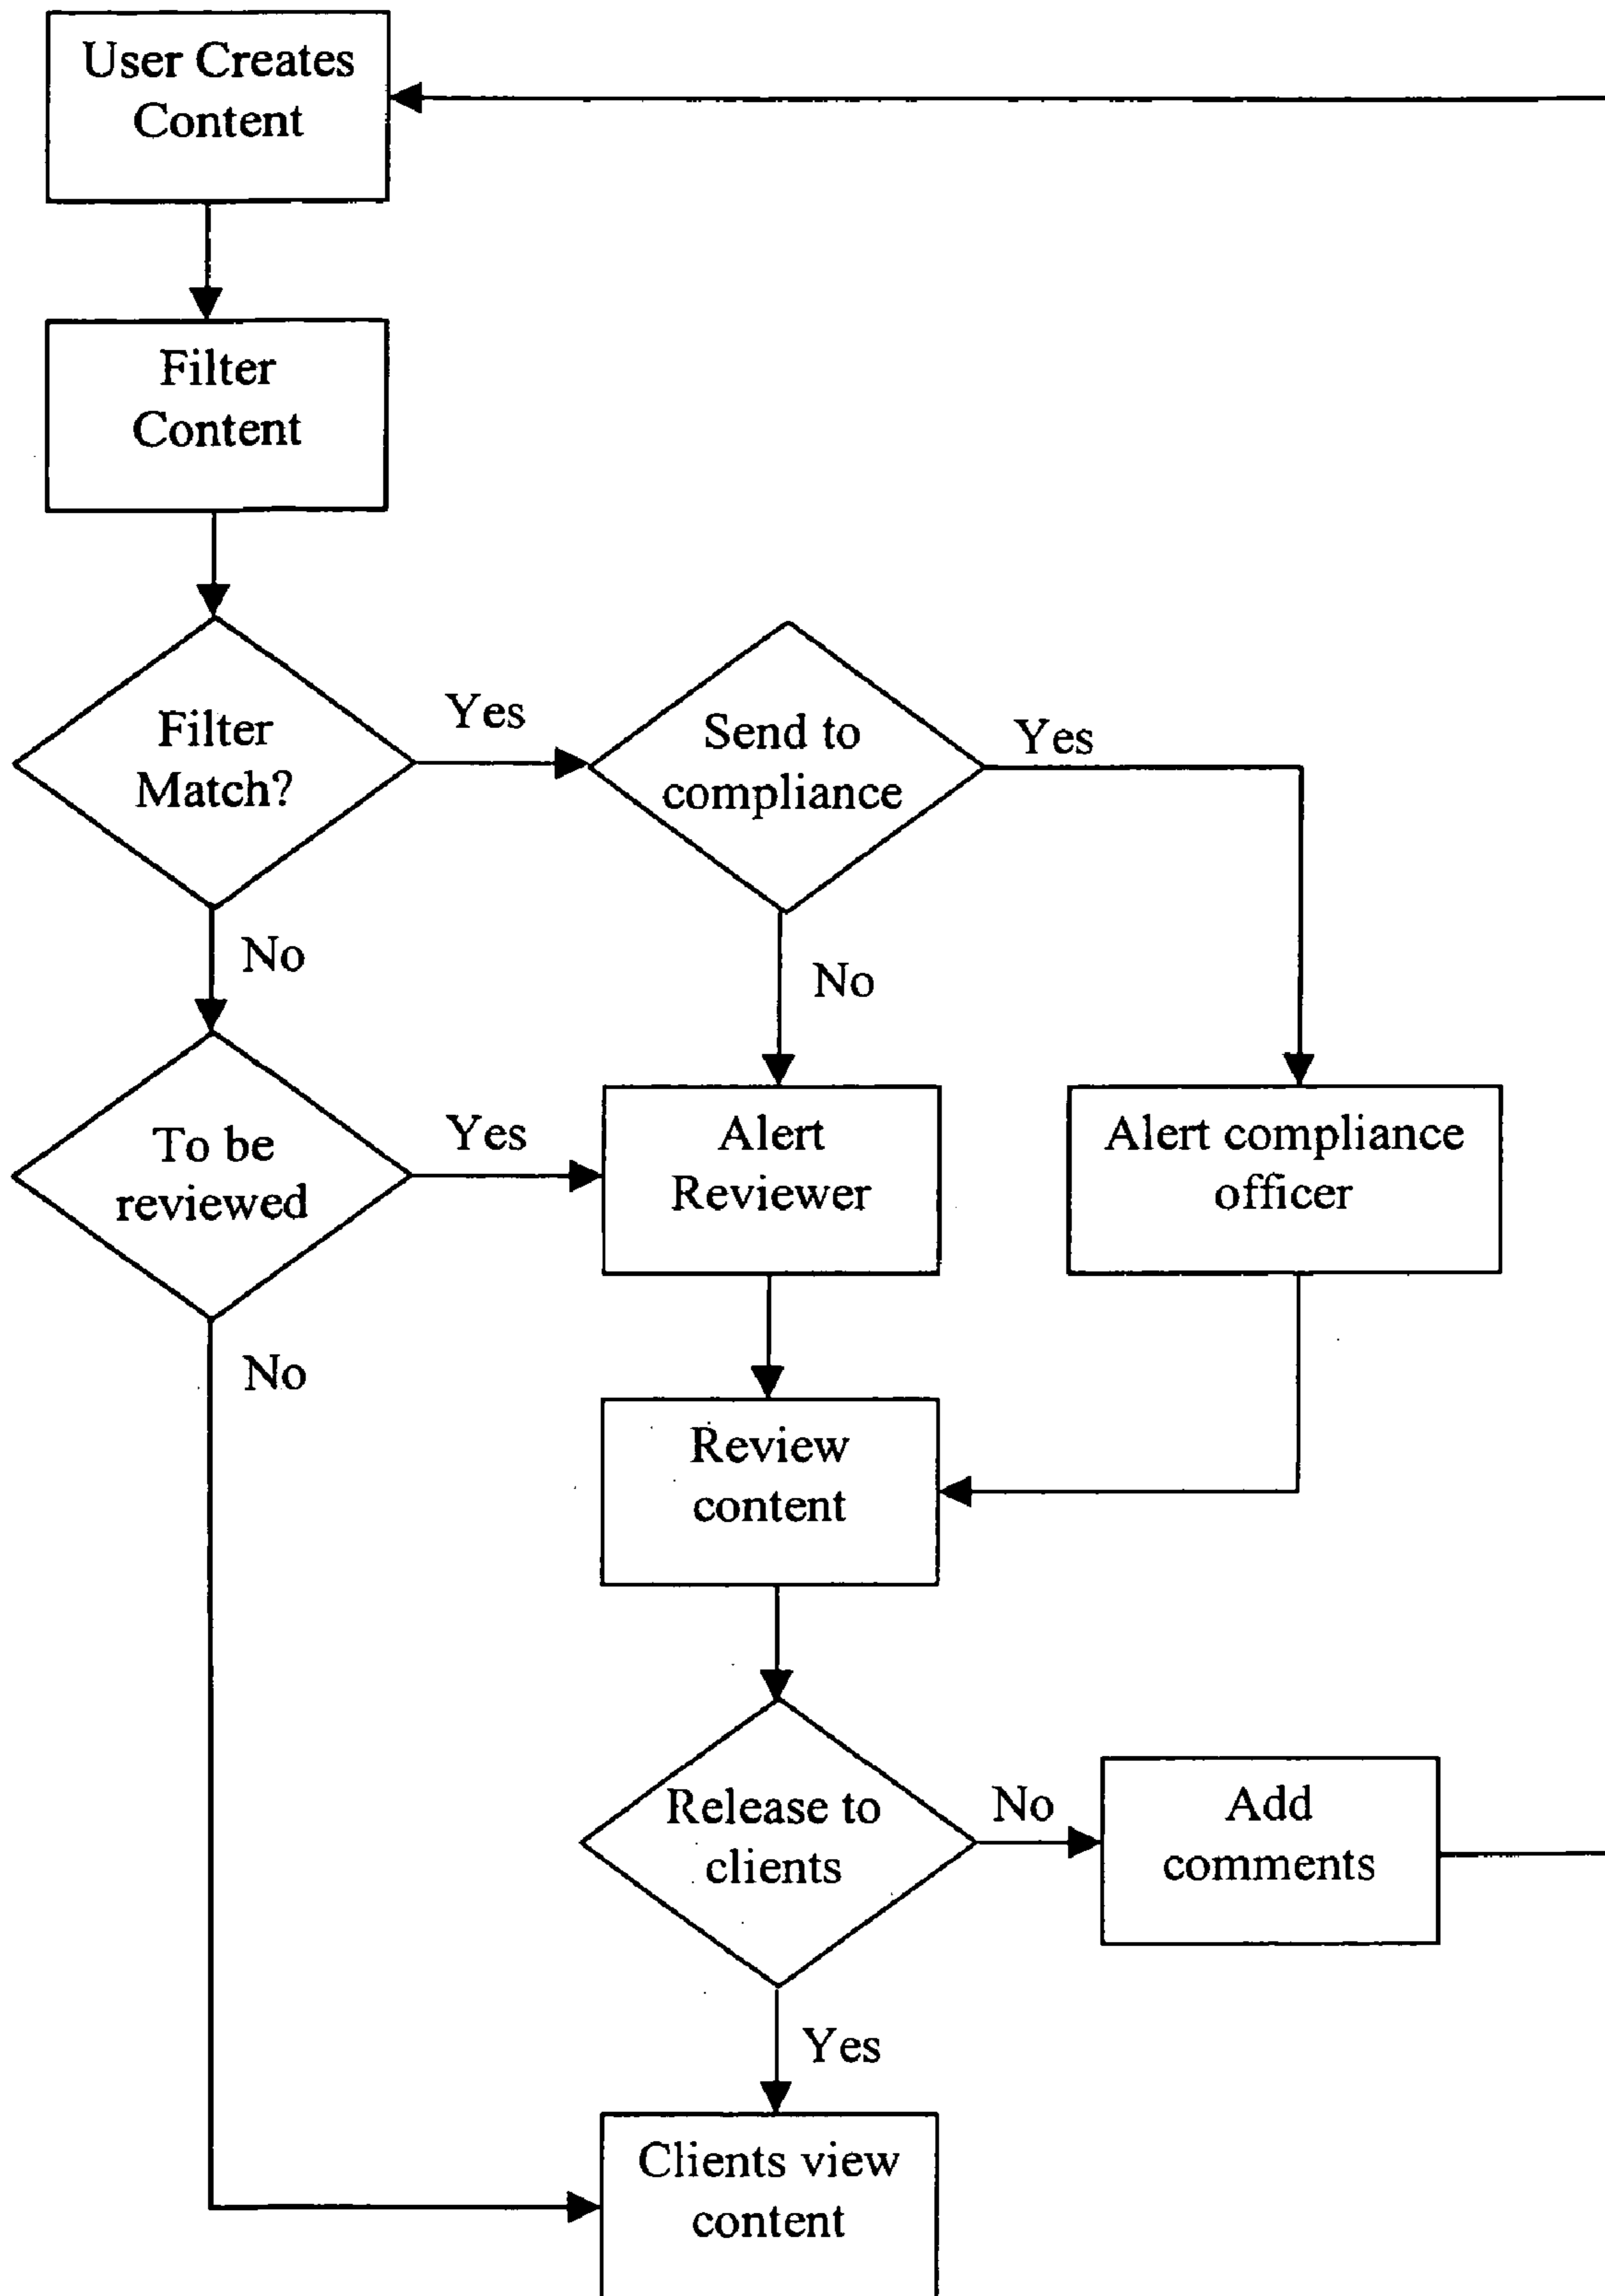 User Creates
Content
Filter
Content
Filter
Match?
Yes
Send to
compliance
Yes
No
No
To be
reviewed
Yes
Alert
Reviewer
Alert compliance
officer
No
Review
content
Release to
clients
No
Add
comments
Yes
Clients view
content